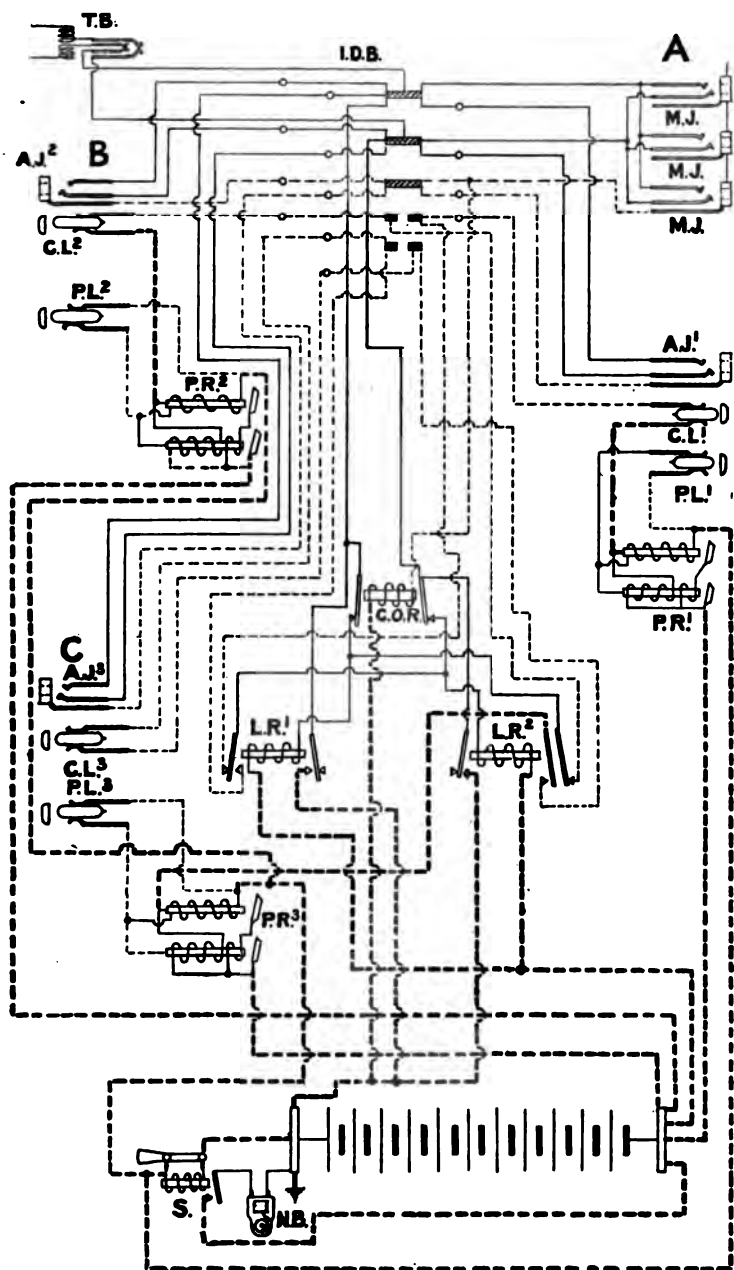 T.B.
I.D.B.
A
M.J.
M.J.
M.J.
B
A.J.²
C.L.²
P.L.²
P.R.²
A.J.¹
C.L.¹
P.L.¹
P.R.¹
C.O.R.
C
A.J.³
C.L.³
P.L.³
L.R.¹
L.R.²
P.R.³
S.
N.B.